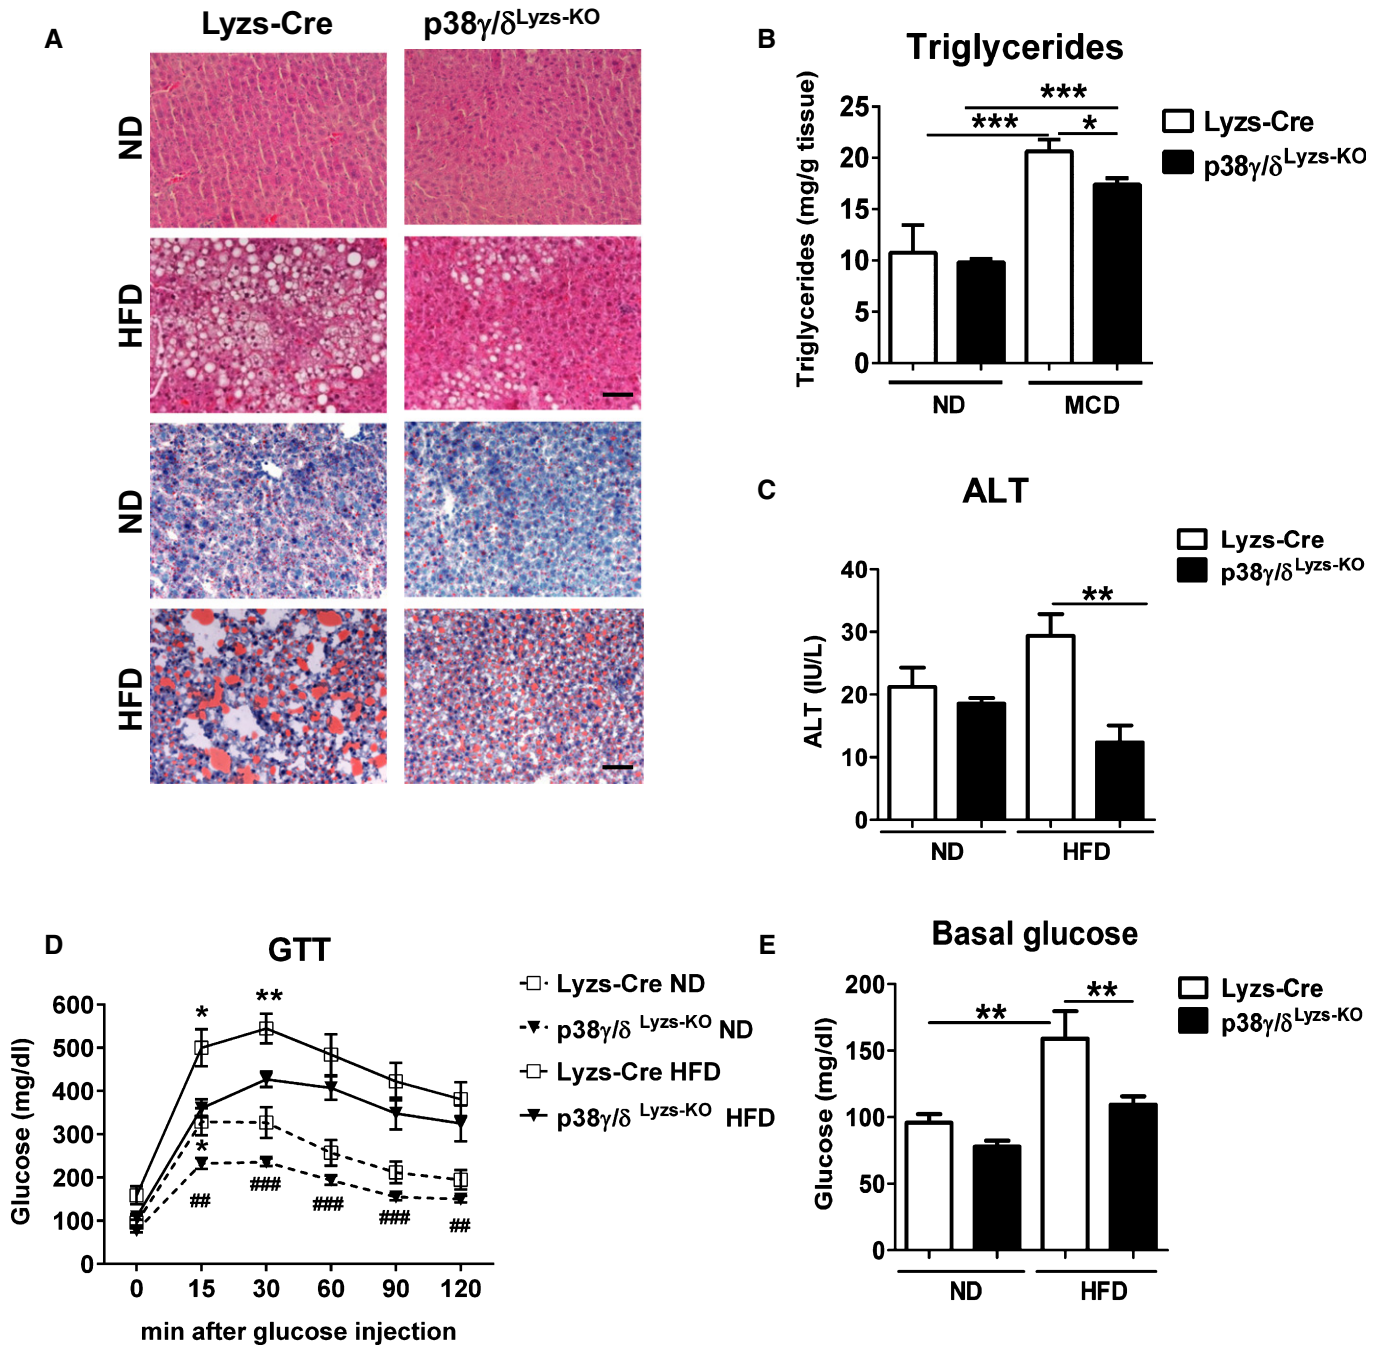 A
Lyzs-Cre
p38γ/δLyzs-KO
ND
HFD
ND
HFD
B
Triglycerides
Triglycerides (mg/g tissue)
25
20
15
10
5
0
***
***
*
ND
MCD
Lyzs-Cre
p38γ/δLyzs-KO
C
ALT
ALT (IU/L)
40
30
20
10
0
**
ND
HFD
Lyzs-Cre
p38γ/δLyzs-KO
D
GTT
Glucose (mg/dl)
600
500
400
300
200
100
0
*
**
*
##
###
###
###
##
0 15 30 60 90 120
min after glucose injection
Lyzs-Cre ND
p38γ/δ Lyzs-KO ND
Lyzs-Cre HFD
p38γ/δ Lyzs-KO HFD
E
Basal glucose
Glucose (mg/dl)
200
150
100
50
0
**
**
ND
HFD
Lyzs-Cre
p38γ/δLyzs-KO